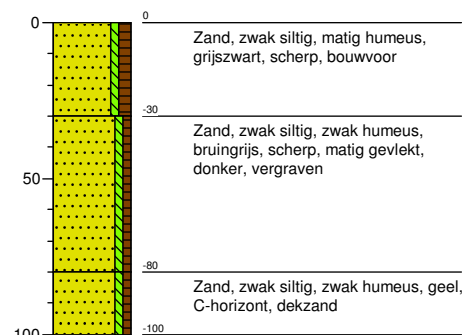 0
0
Zand, zwak siltig, matig humeus,
grijszwart, scherp, bouwvoor
-30
Zand, zwak siltig, zwak humeus,
bruingrijs, scherp, matig gevlekt,
donker, vergraven
50
-80
Zand, zwak siltig, zwak humeus, geel,
C-horizont, dekzand
100
-100